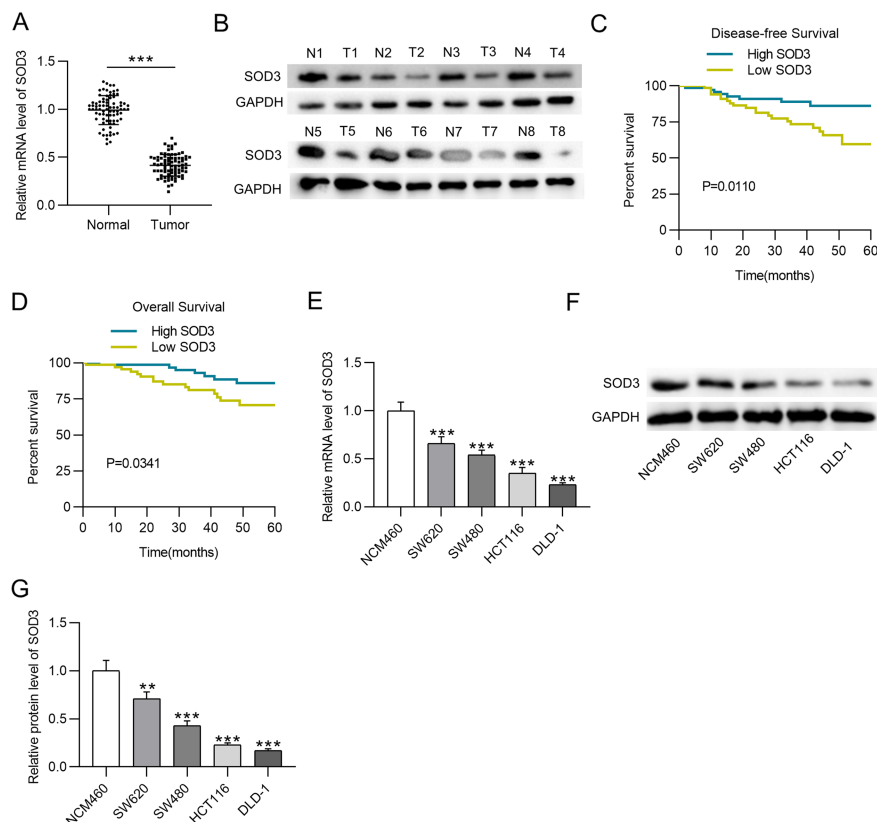 A
Relative mRNA level of SOD3
***
1.5
1.0
0.5
0.0
Normal Tumor
B
N1 T1 N2 T2 N3 T3 N4 T4
SOD3
GAPDH
N5 T5 N6 T6 N7 T7 N8 T8
SOD3
GAPDH
C
Disease-free Survival
High SOD3
Low SOD3
Percent survival
100
75
50
25
0
P=0.0110
0 10 20 30 40 50 60
Time(months)
D
Overall Survival
High SOD3
Low SOD3
Percent survival
100
75
50
25
0
P=0.0341
0 10 20 30 40 50 60
Time(months)
E
Relative mRNA level of SOD3
1.5
1.0
0.5
0.0
*** *** *** ***
NCM460 SW620 SW480 HCT116 DLD-1
F
SOD3
GAPDH
NCM460 SW620 SW480 HCT116 DLD-1
G
Relative protein level of SOD3
1.5
1.0
0.5
0.0
** *** *** ***
NCM460 SW620 SW480 HCT116 DLD-1